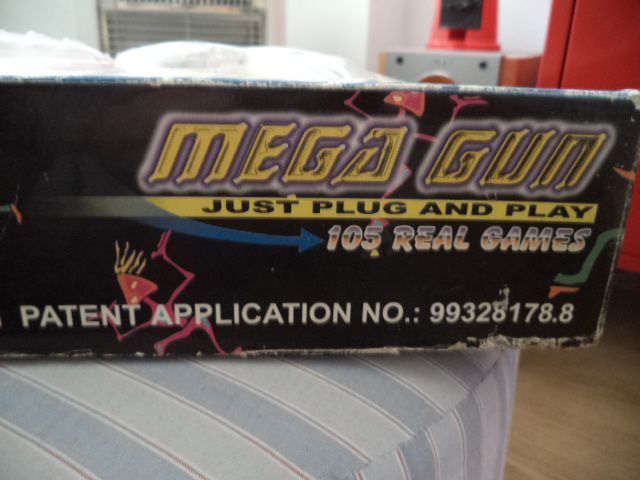 MEGA GUN
JUST PLUG AND PLAY
105 REAL GAMES
PATENT APPLICATION NO.: 99328178.8